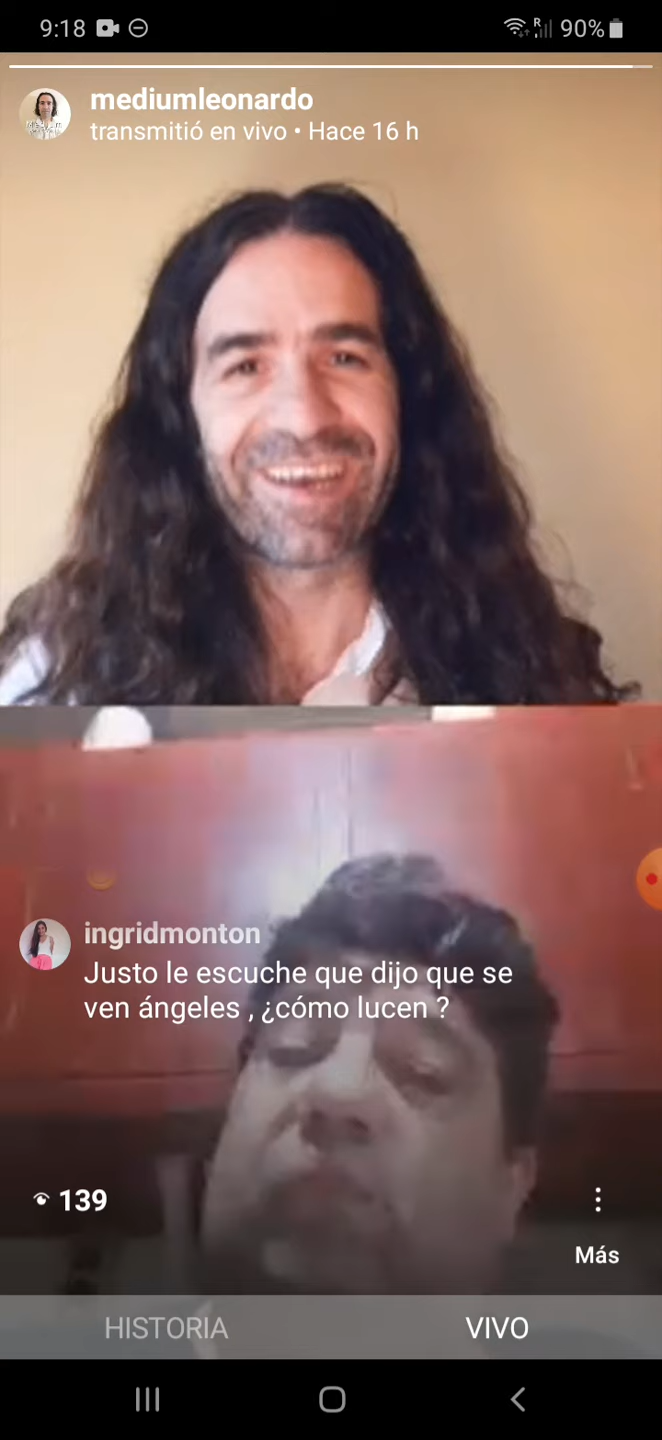 9:18
R
90%
mediumleonardo
transmitió en vivo • Hace 16 h
ingridmonton
Justo le escuche que dijo que se
ven ángeles , ¿cómo lucen ?
139
Más
HISTORIA
VIVO